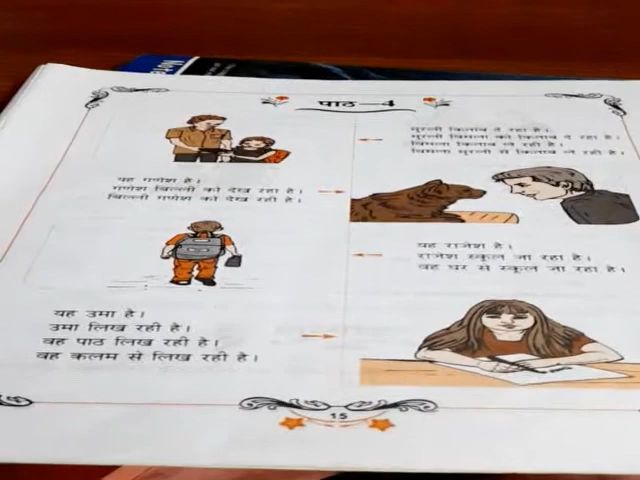 Note
पाठ—4
मुरली किताब दे रहा है।
मुरली बिमला को किताब दे रहा है।
बिमला किताब ले रही है।
बिमला मुरली से किताब ले रही है।
यह गणेश है।
गणेश बिल्ली को देख रहा है।
बिल्ली गणेश को देख रही है।
यह राजेश है।
राजेश स्कूल जा रहा है।
वह घर से स्कूल जा रहा है।
यह उमा है।
उमा लिख रही है।
वह पाठ लिख रही है।
वह कलम से लिख रही है।
15